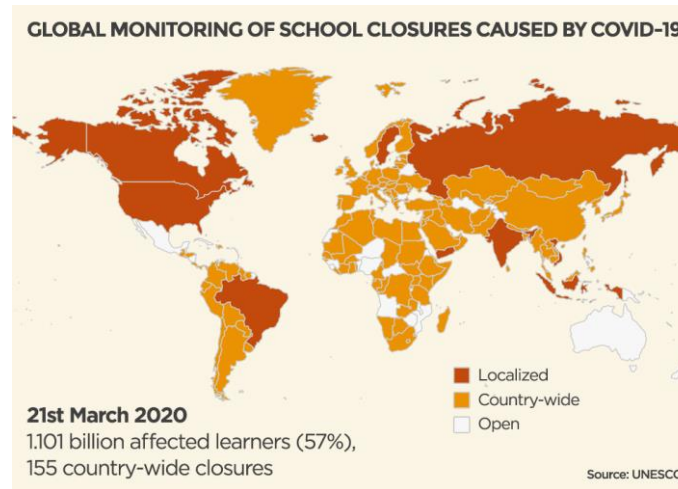 GLOBAL MONITORING OF SCHOOL CLOSURES CAUSED BY COVID-19
Localized
Country-wide
Open
21st March 2020
1.101 billion affected learners (57%),
155 country-wide closures
Source: UNESCO